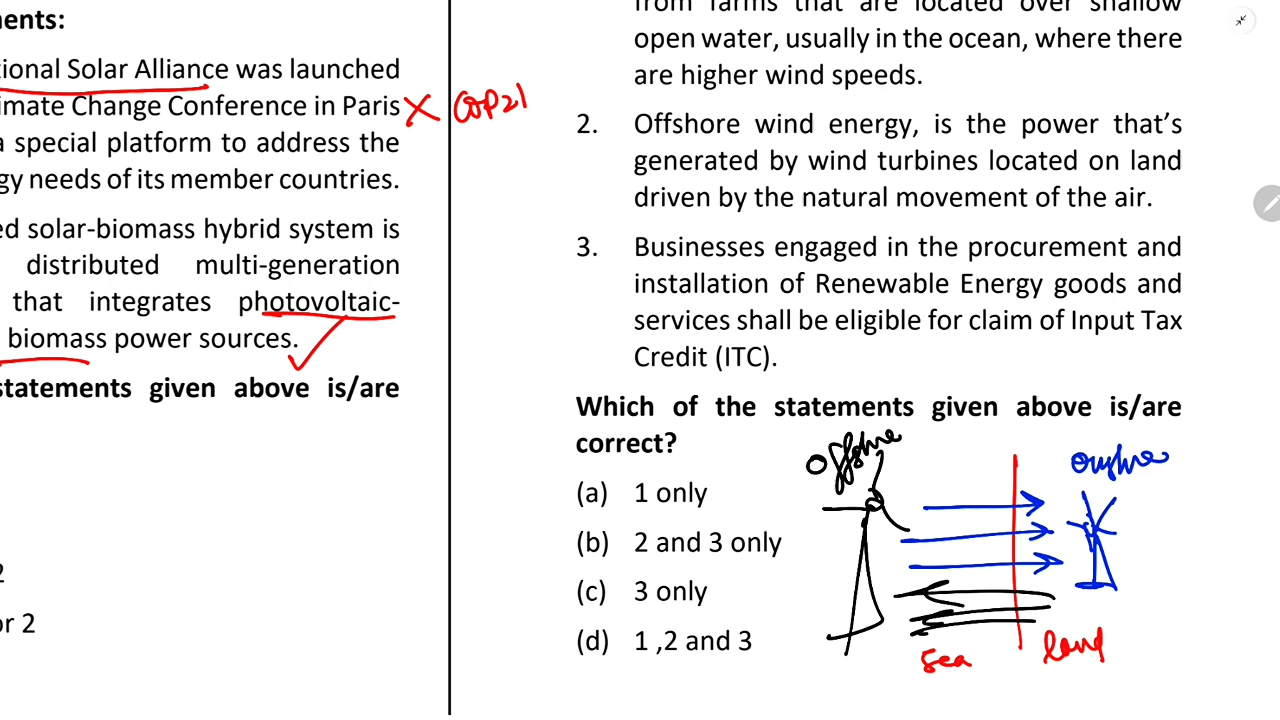 ments:
tional Solar Alliance was launched
imate Change Conference in Paris
a special platform to address the
gy needs of its member countries.
ed solar-biomass hybrid system is
distributed multi-generation
that integrates photovoltaic-
biomass power sources.
statements given above is/are
2
or 2
X COP21
from farms that are located over shallow
open water, usually in the ocean, where there
are higher wind speeds.
2. Offshore wind energy, is the power that's
generated by wind turbines located on land
driven by the natural movement of the air.
3. Businesses engaged in the procurement and
installation of Renewable Energy goods and
services shall be eligible for claim of Input Tax
Credit (ITC).
Which of the statements given above is/are
correct?
(a) 1 only
(b) 2 and 3 only
(c) 3 only
(d) 1 ,2 and 3
Offshore
Onshore
Sea
land